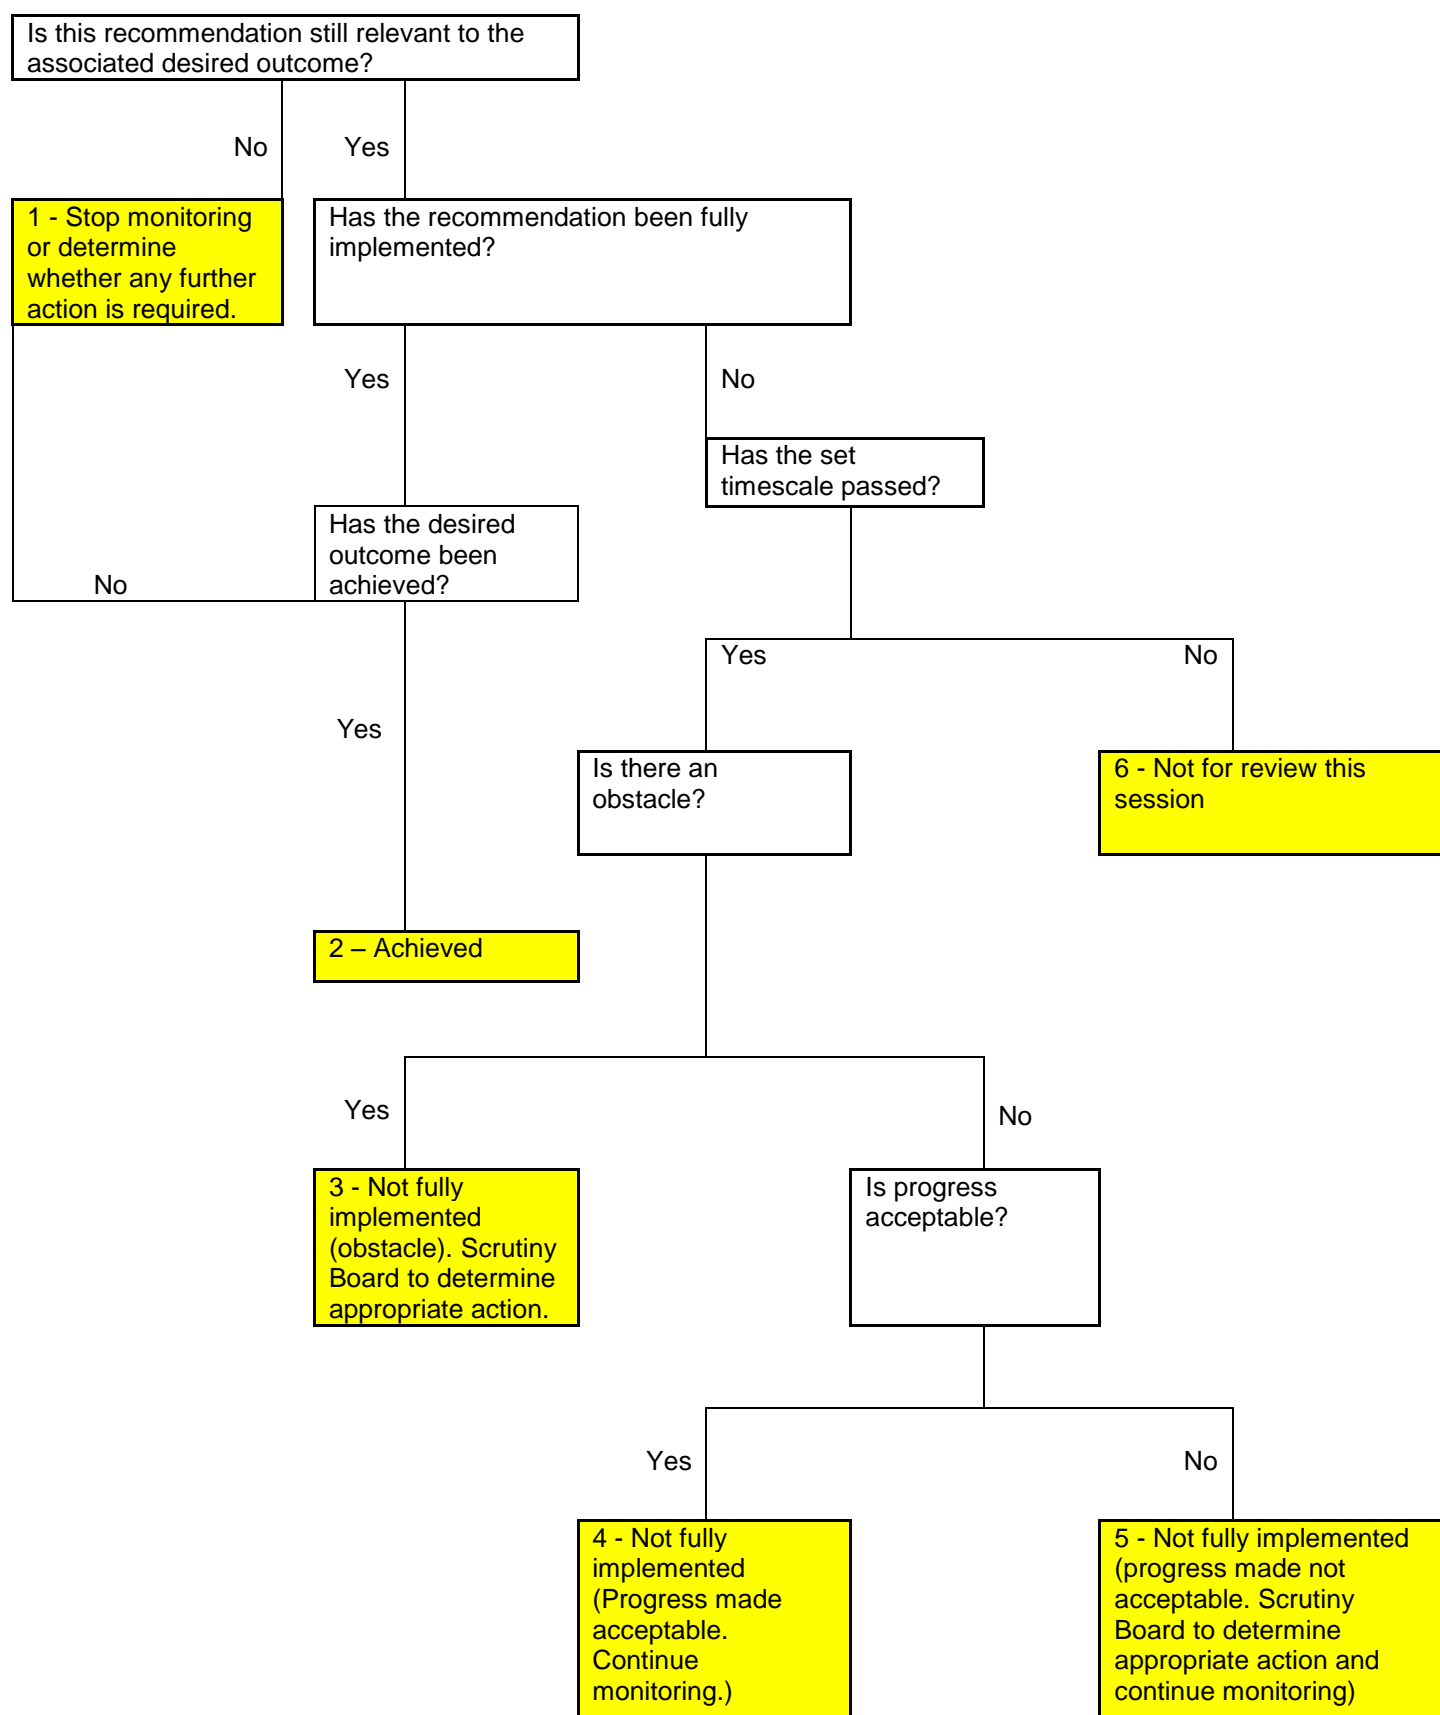 Is this recommendation still relevant to the
associated desired outcome?
No
Yes
1 - Stop monitoring
or determine
whether any further
action is required.
Has the recommendation been fully
implemented?
Yes
No
Has the set
timescale passed?
Has the desired
outcome been
achieved?
No
Yes
No
Yes
Is there an
obstacle?
6 - Not for review this
session
2 – Achieved
Yes
No
3 - Not fully
implemented
(obstacle). Scrutiny
Board to determine
appropriate action.
Is progress
acceptable?
Yes
No
4 - Not fully
implemented
(Progress made
acceptable.
Continue
monitoring.)
5 - Not fully implemented
(progress made not
acceptable. Scrutiny
Board to determine
appropriate action and
continue monitoring)